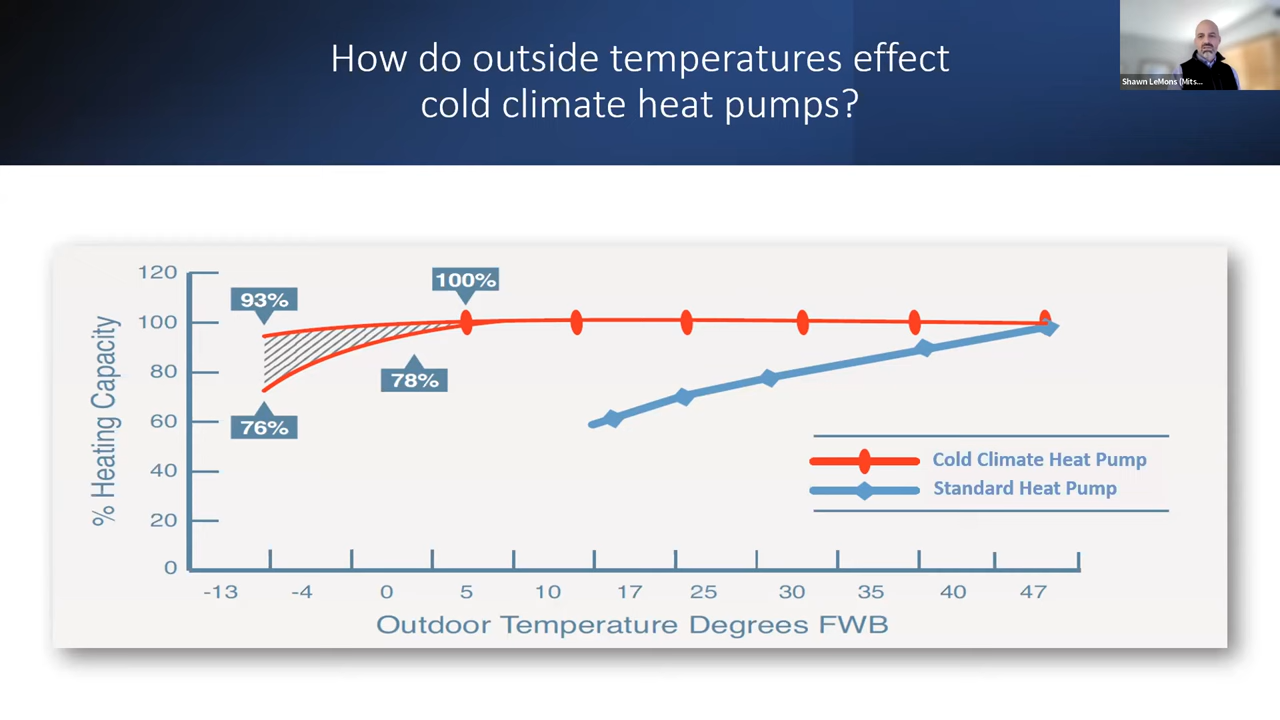 How do outside temperatures effect
cold climate heat pumps?
Shawn LeMons (Mits...
120
100
80
60
40
20
0
% Heating Capacity
93%
100%
78%
76%
Cold Climate Heat Pump
Standard Heat Pump
-13 -4 0 5 10 17 25 30 35 40 47
Outdoor Temperature Degrees FWB